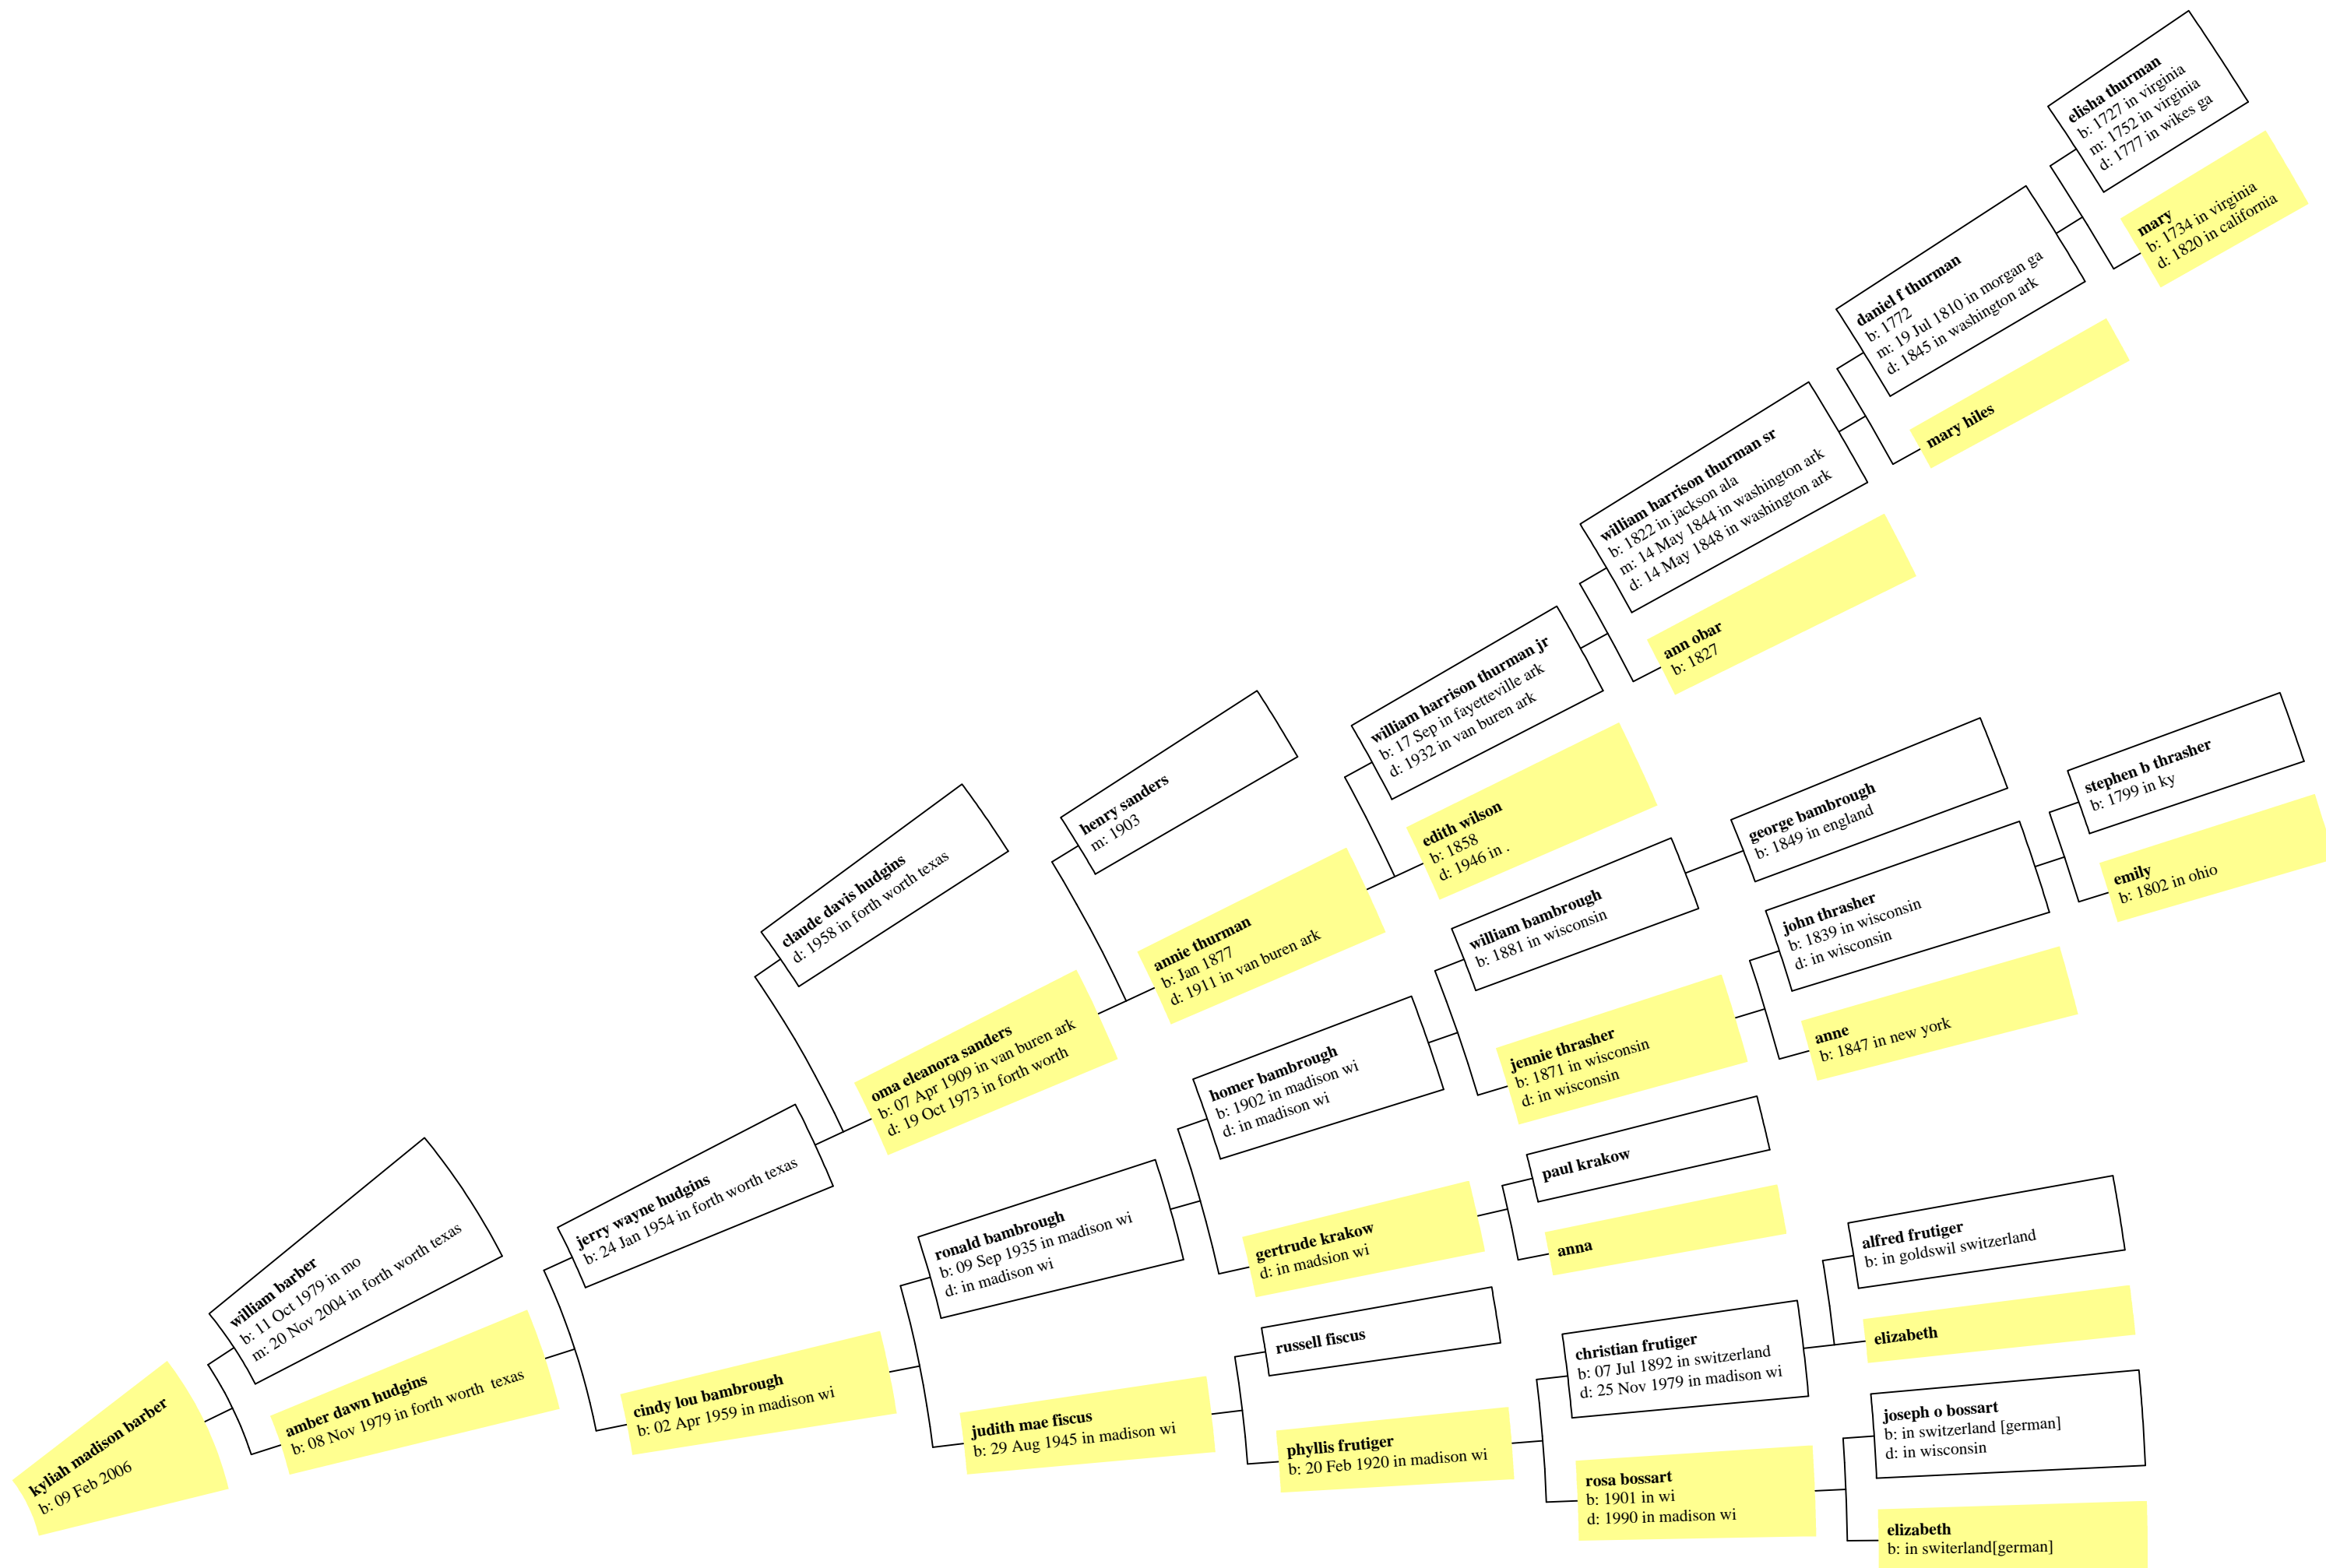 elisha thurman
b: 1727 in virginia
m: 1752 in virginia
d: 1777 in wikes ga
mary
b: 1734 in virginia
d: 1820 in california
daniel f thurman
b: 1772
m: 19 Jul 1810 in morgan ga
d: 1845 in washington ark
mary hiles
william harrison thurman sr
b: 1822 in jackson ala
m: 14 May 1844 in washington ark
d: 14 May 1848 in washington ark
ann obar
b: 1827
william harrison thurman jr
b: 17 Sep in fayetteville ark
d: 1932 in van buren ark
edith wilson
b: 1858
d: 1946 in .
henry sanders
m: 1903
annie thurman
b: Jan 1877
d: 1911 in van buren ark
claude davis hudgins
d: 1958 in forth worth texas
oma eleanora sanders
b: 07 Apr 1909 in van buren ark
d: 19 Oct 1973 in forth worth
stephen b thrasher
b: 1799 in ky
emily
b: 1802 in ohio
george bambrough
b: 1849 in england
john thrasher
b: 1839 in wisconsin
d: in wisconsin
anne
b: 1847 in new york
william bambrough
b: 1881 in wisconsin
jennie thrasher
b: 1871 in wisconsin
d: in wisconsin
homer bambrough
b: 1902 in madison wi
d: in madison wi
paul krakow
anna
gertrude krakow
d: in madsion wi
jerry wayne hudgins
b: 24 Jan 1954 in forth worth texas
ronald bambrough
b: 09 Sep 1935 in madison wi
d: in madison wi
william barber
b: 11 Oct 1979 in mo
m: 20 Nov 2004 in forth worth texas
amber dawn hudgins
b: 08 Nov 1979 in forth worth  texas
kyliah madison barber
b: 09 Feb 2006
cindy lou bambrough
b: 02 Apr 1959 in madison wi
judith mae fiscus
b: 29 Aug 1945 in madison wi
russell fiscus
phyllis frutiger
b: 20 Feb 1920 in madison wi
christian frutiger
b: 07 Jul 1892 in switzerland
d: 25 Nov 1979 in madison wi
alfred frutiger
b: in goldswil switzerland
elizabeth
rosa bossart
b: 1901 in wi
d: 1990 in madison wi
joseph o bossart
b: in switzerland [german]
d: in wisconsin
elizabeth
b: in switerland[german]